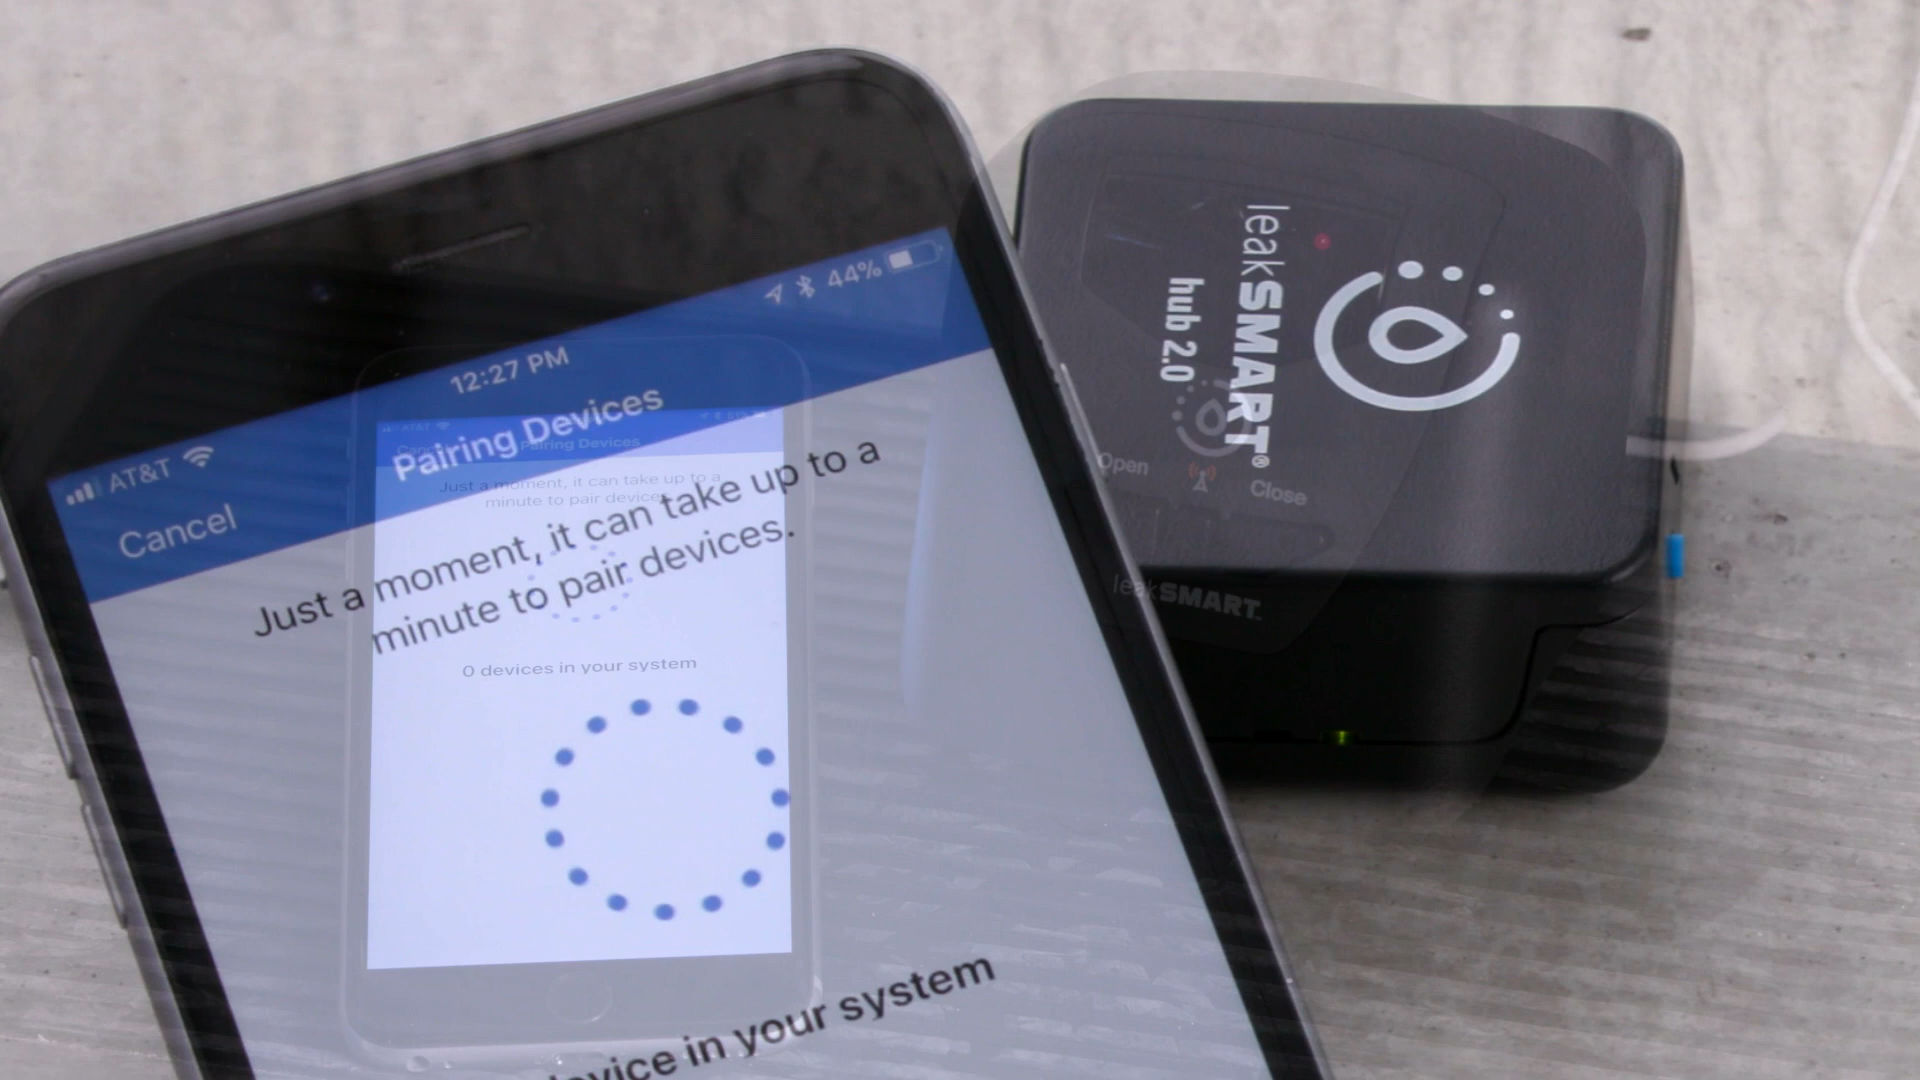 AT&T
44%
12:27 PM
Cancel
Pairing Devices
Just a moment, it can take up to a
minute to pair devices.
device in your system
AT&T
Pairing Devices
Just a moment, it can take up to a
minute to pair devices.
0 devices in your system
leakSMART®
hub 2.0
Open
Close
leakSMART